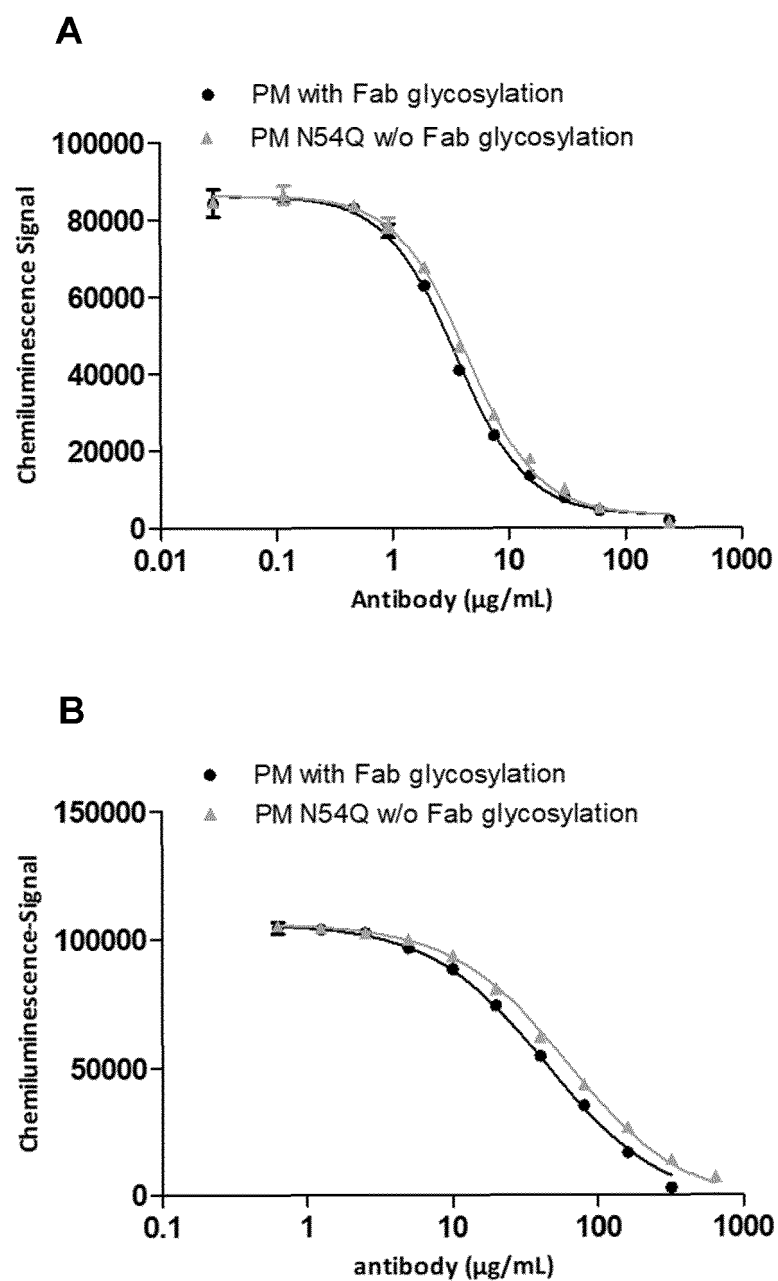 A
PM with Fab glycosylation
PM N54Q w/o Fab glycosylation
Chemiluminescence Signal
100000
80000
60000
40000
20000
0
0.01 0.1 1 10 100 1000
Antibody (µg/mL)
B
PM with Fab glycosylation
PM N54Q w/o Fab glycosylation
Chemiluminescence-Signal
150000
100000
50000
0
0.1 1 10 100 1000
antibody (µg/mL)